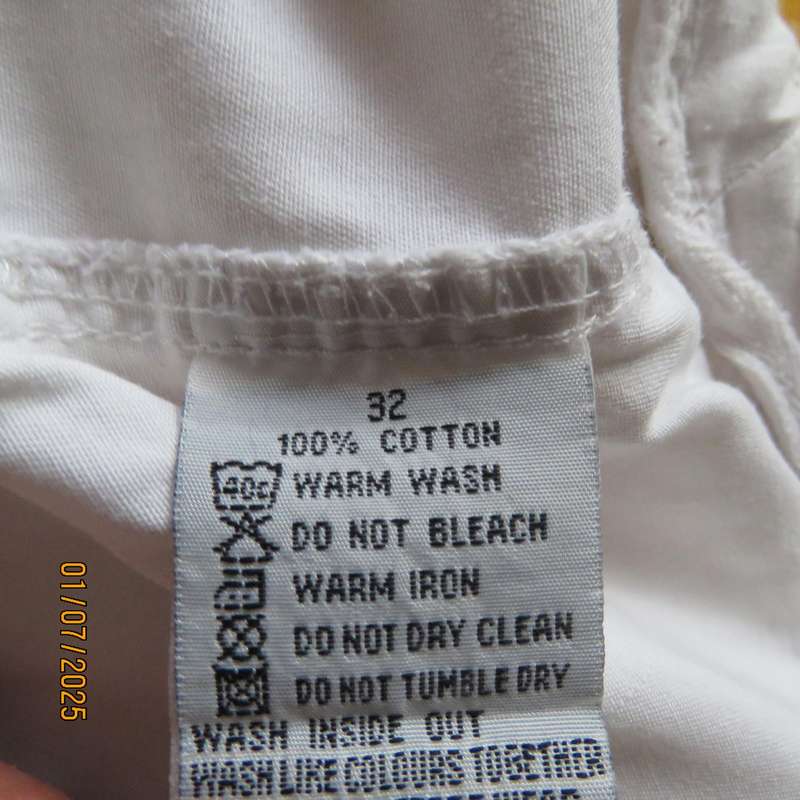 32
100% COTTON
40c WARM WASH
DO NOT BLEACH
WARM IRON
DO NOT DRY CLEAN
DO NOT TUMBLE DRY
WASH INSIDE OUT
WASH LIKE COLOURS TOGETHER
01/07/2025